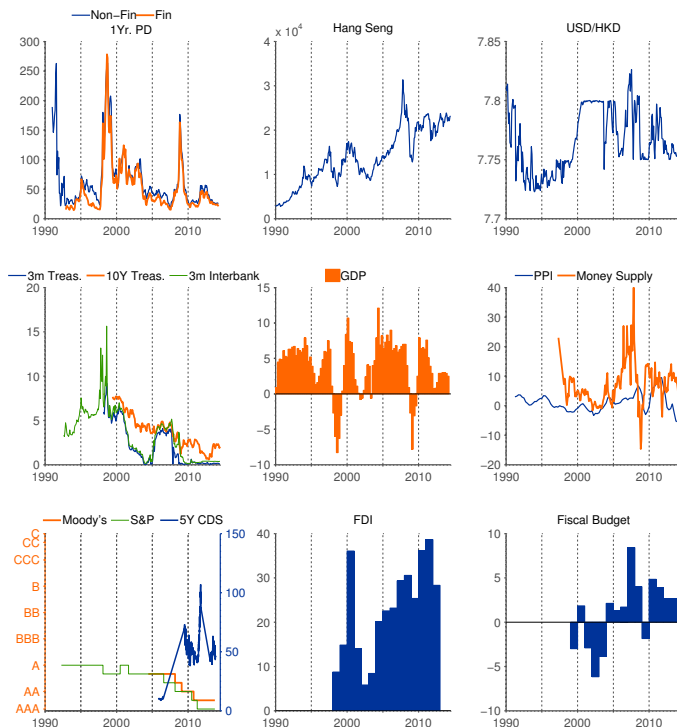 Non−Fin Fin
1Yr. PD
300
250
200
150
100
50
0
1990 2000 2010
x 10^4 Hang Seng
4
3
2
1
0
1990 2000 2010
USD/HKD
7.85
7.8
7.75
7.7
1990 2000 2010
3m Treas. 10Y Treas. 3m Interbank
20
15
10
5
0
1990 2000 2010
GDP
15
10
5
0
−5
−10
1990 2000 2010
PPI Money Supply
40
30
20
10
0
−10
−20
1990 2000 2010
Moody's S&P 5Y CDS
C
CC
CCC
B
BB
BBB
A
AA
AAA
150
100
50
0
1990 2000 2010
FDI
40
30
20
10
0
1990 2000 2010
Fiscal Budget
10
5
0
−5
−10
1990 2000 2010